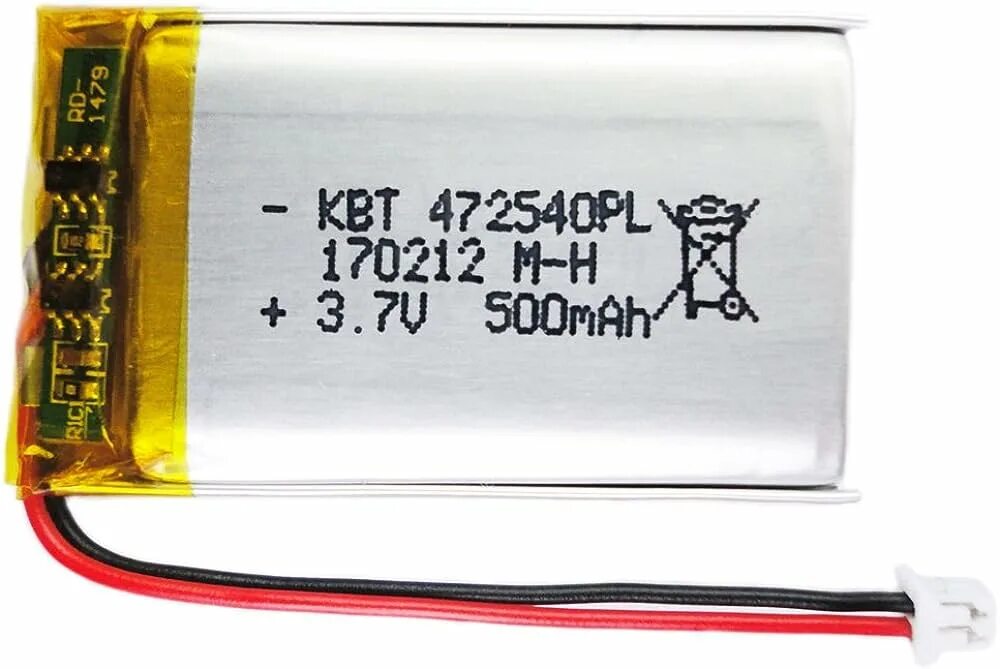 RD-
1479
- KBT 472540PL
170212 M-H
+ 3.7V 500mAh